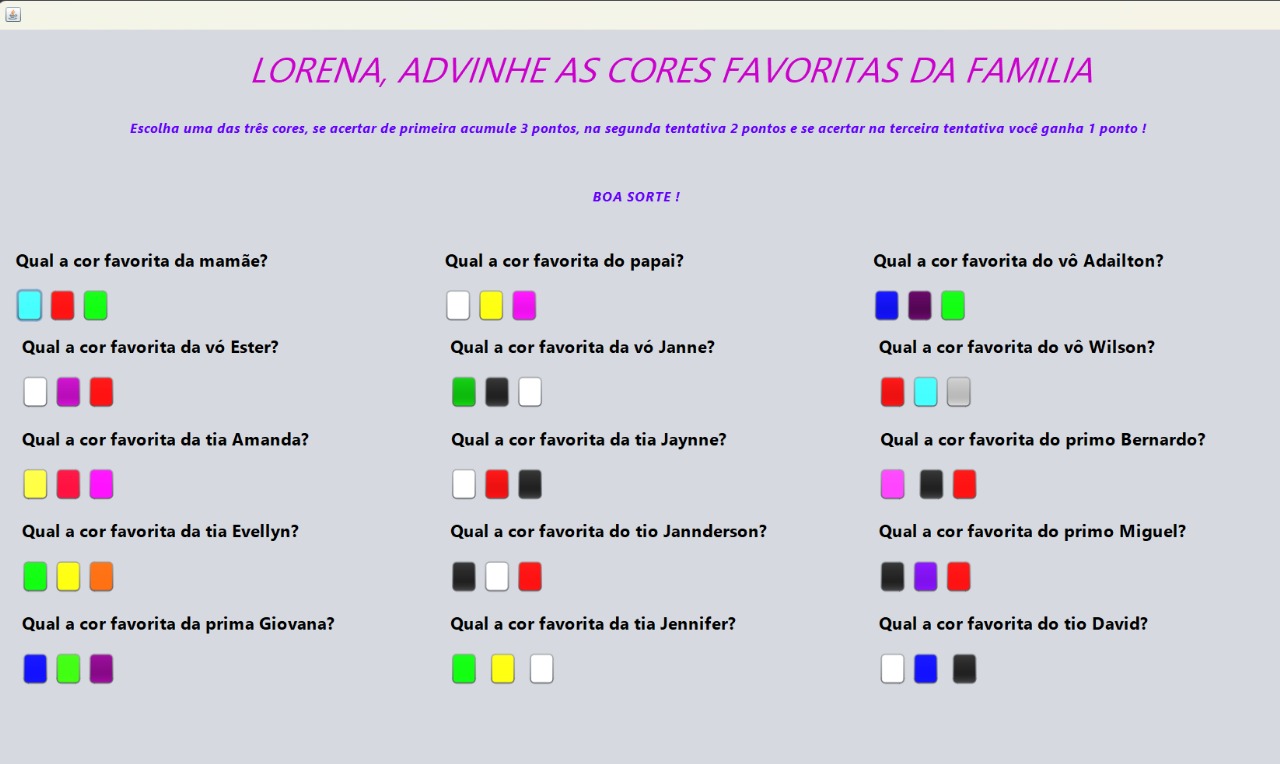 LORENA, ADVINHE AS CORES FAVORITAS DA FAMILIA
Escolha uma das três cores, se acertar de primeira acumule 3 pontos, na segunda tentativa 2 pontos e se acertar na terceira tentativa você ganha 1 ponto !
BOA SORTE !
Qual a cor favorita da mamãe?
Qual a cor favorita do papai?
Qual a cor favorita do vô Adailton?
Qual a cor favorita da vó Ester?
Qual a cor favorita da vó Janne?
Qual a cor favorita do vô Wilson?
Qual a cor favorita da tia Amanda?
Qual a cor favorita da tia Jaynne?
Qual a cor favorita do primo Bernardo?
Qual a cor favorita da tia Evellyn?
Qual a cor favorita do tio Jannderson?
Qual a cor favorita do primo Miguel?
Qual a cor favorita da prima Giovana?
Qual a cor favorita da tia Jennifer?
Qual a cor favorita do tio David?